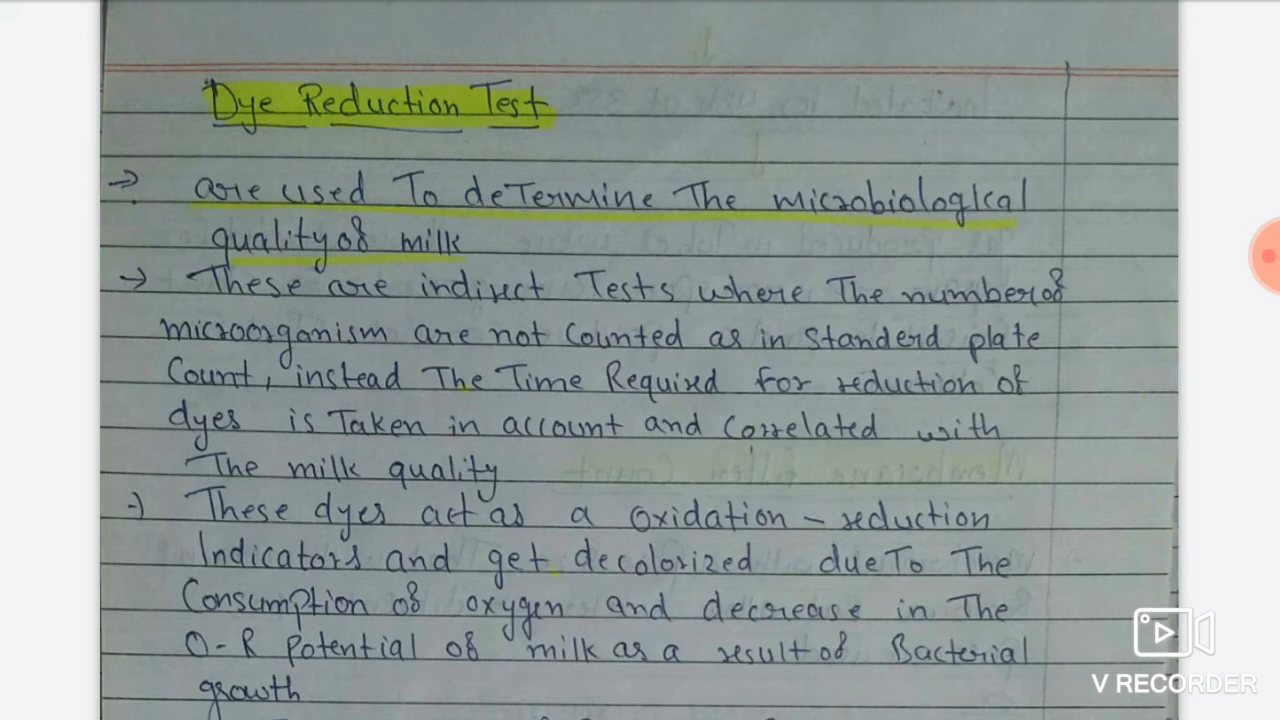 Dye Reduction Test
→ are used To deTermine The microbiological
quality of milk
→ These are indirect Tests where The number of
microorganism are not counted as in standerd plate
Count, instead The Time Required for reduction of
dyes is Taken in account and correlated with
The milk quality
→ These dyes act as a oxidation - reduction
Indicators and get decolorized due To The
Consumption of oxygen and decrease in The
O-R Potential of milk as a result of Bacterial
growth
V RECORDER